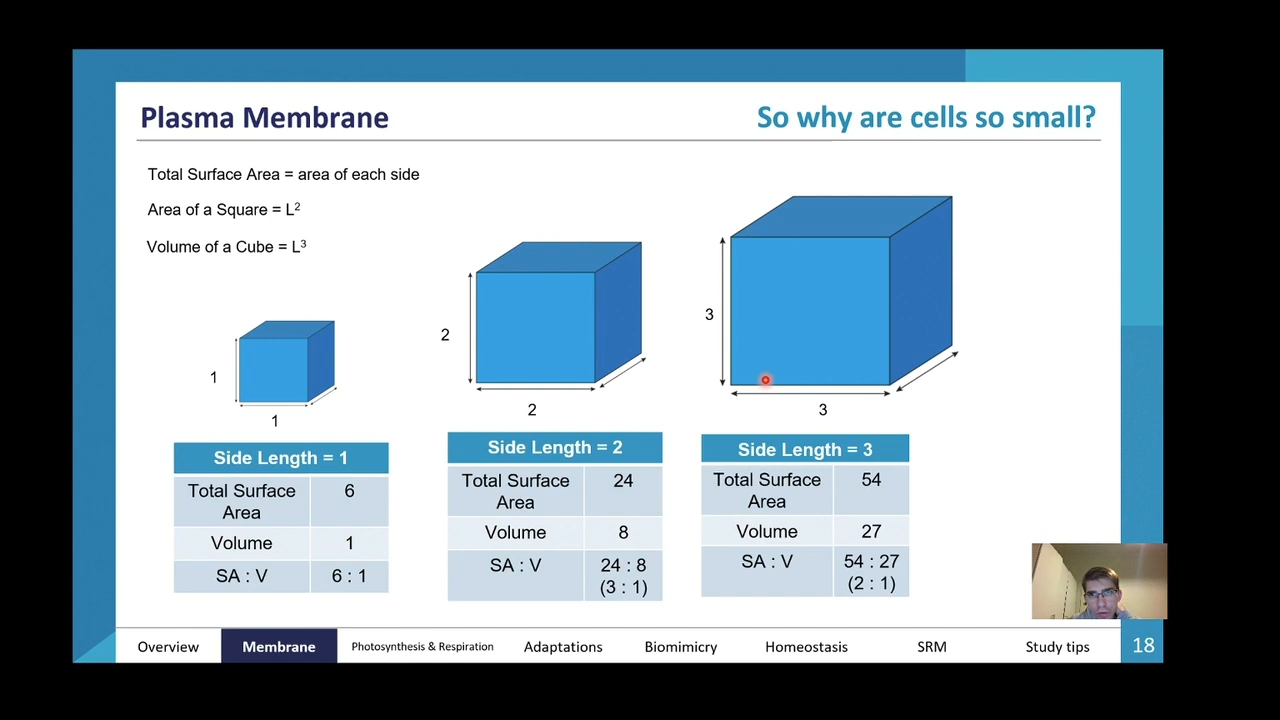 Plasma Membrane
So why are cells so small?
Total Surface Area = area of each side
Area of a Square = L²
Volume of a Cube = L³
1
1
2
2
3
3
Side Length = 1
Total Surface
Area
6
Volume
1
SA : V
6 : 1
Side Length = 2
Total Surface
Area
24
Volume
8
SA : V
24 : 8
(3 : 1)
Side Length = 3
Total Surface
Area
54
Volume
27
SA : V
54 : 27
(2 : 1)
Overview
Membrane
Photosynthesis & Respiration
Adaptations
Biomimicry
Homeostasis
SRM
Study tips
18